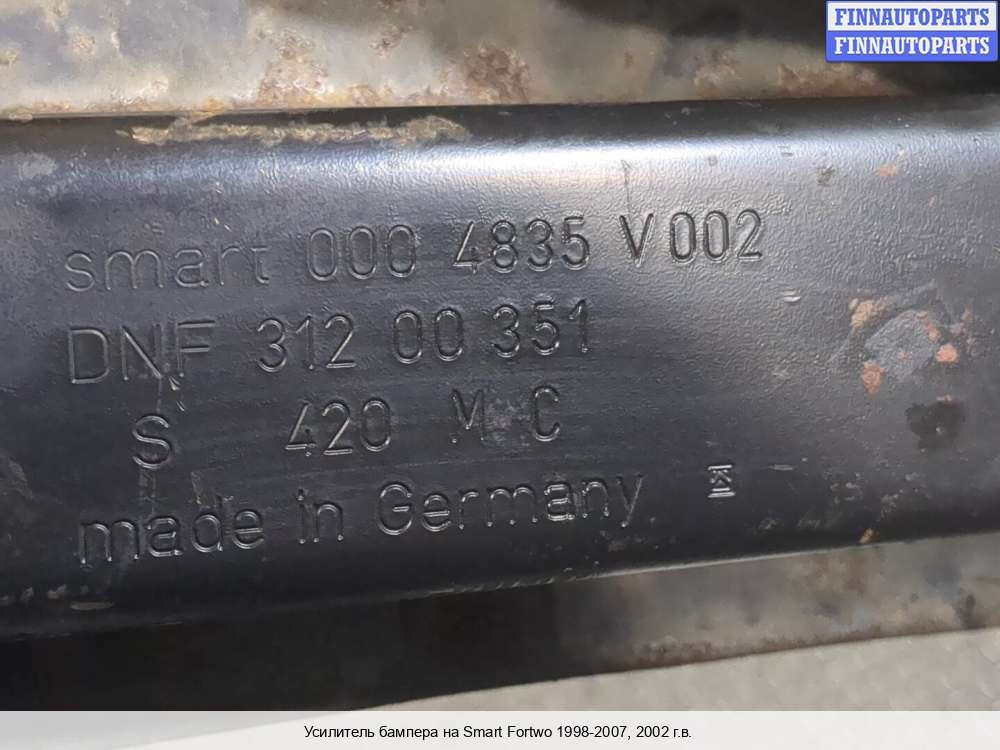 FINNAUTOPARTS
FINNAUTOPARTS
smart 000 4835 V002
DNF 312 00 351
S 420 M C
made in Germany
Усилитель бампера на Smart Fortwo 1998-2007, 2002 г.в.